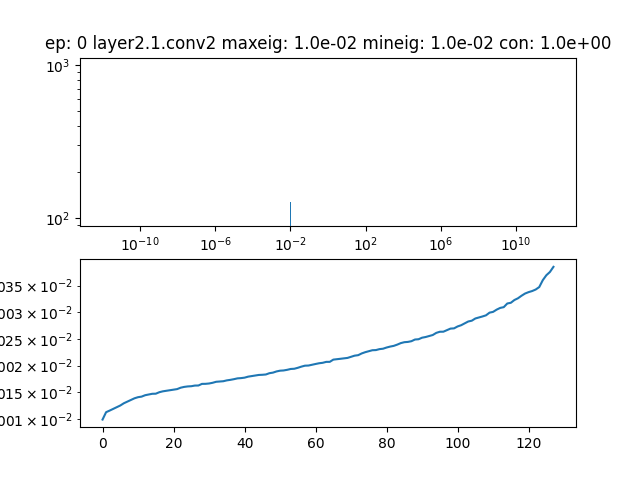 ep: 0 layer2.1.conv2 maxeig: 1.0e-02 mineig: 1.0e-02 con: 1.0e+00
10³
10²
10⁻¹⁰ 10⁻⁶ 10⁻² 10² 10⁶ 10¹⁰
035 × 10⁻²
003 × 10⁻²
025 × 10⁻²
002 × 10⁻²
015 × 10⁻²
001 × 10⁻²
0 20 40 60 80 100 120